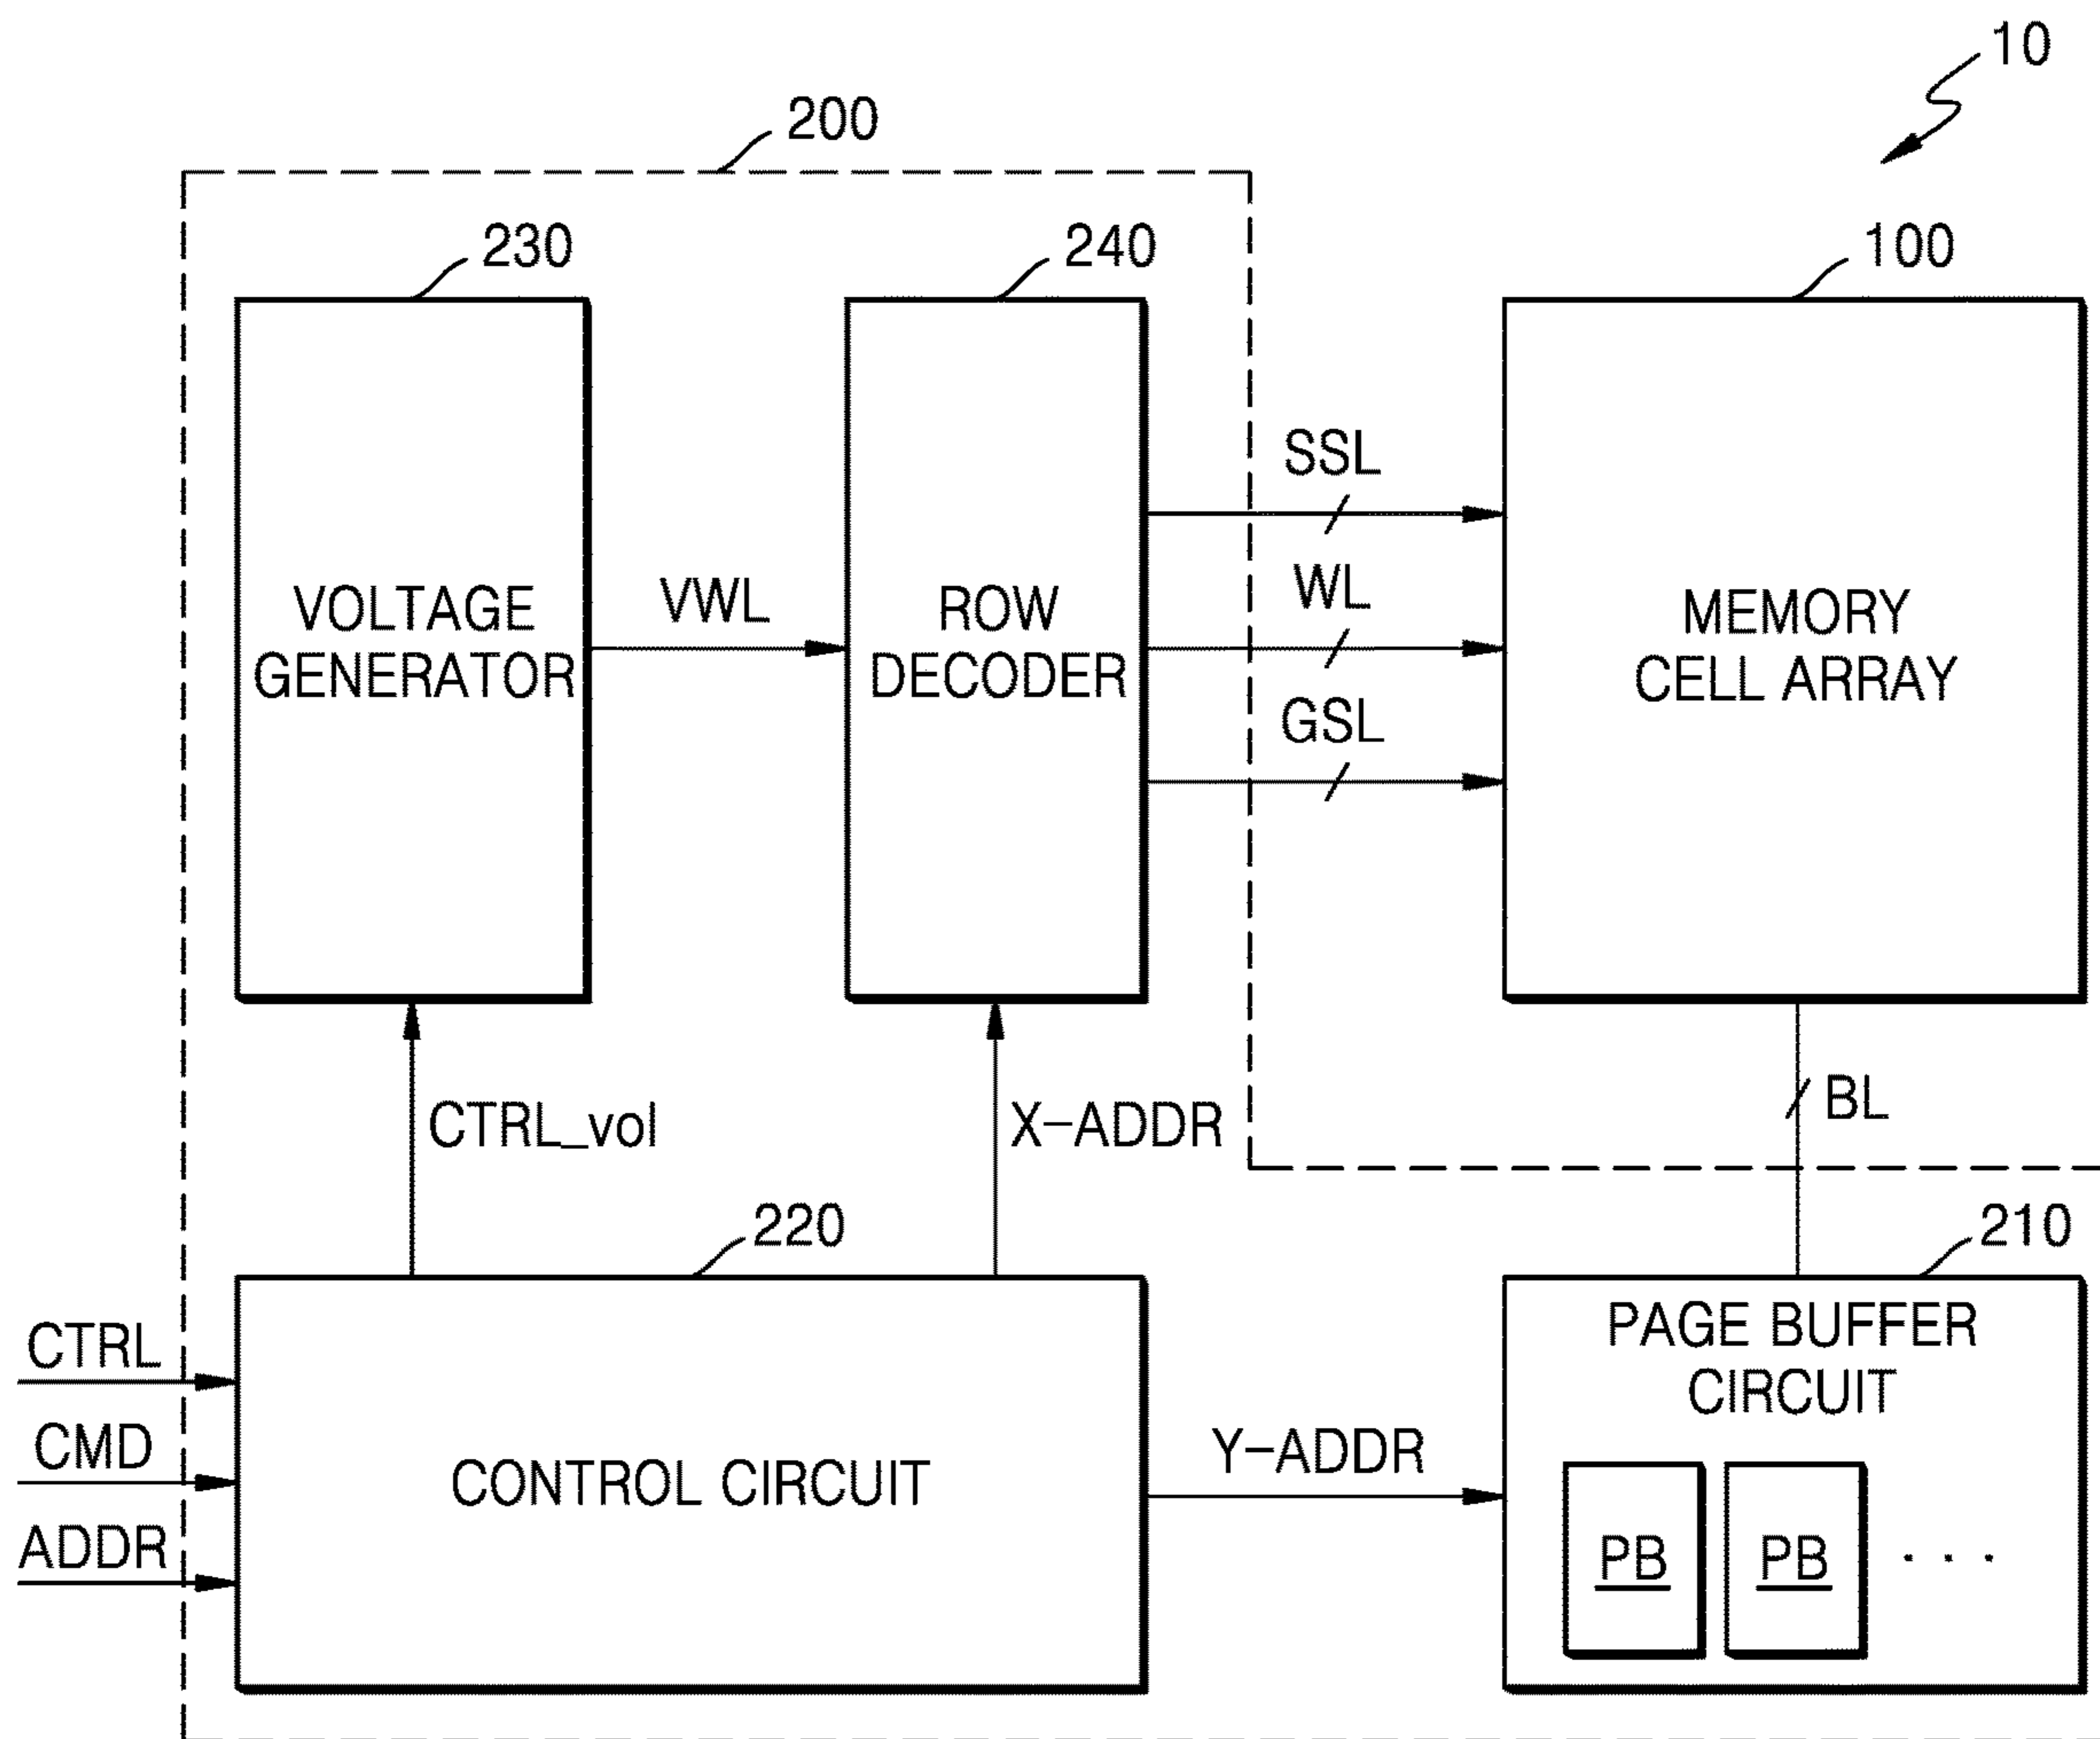 10
200
230
240
100
VOLTAGE
GENERATOR
VWL
ROW
DECODER
SSL
WL
GSL
MEMORY
CELL ARRAY
CTRL_vol
X-ADDR
BL
220
210
CTRL
CMD
ADDR
CONTROL CIRCUIT
Y-ADDR
PAGE BUFFER
CIRCUIT
PB
PB
· · ·